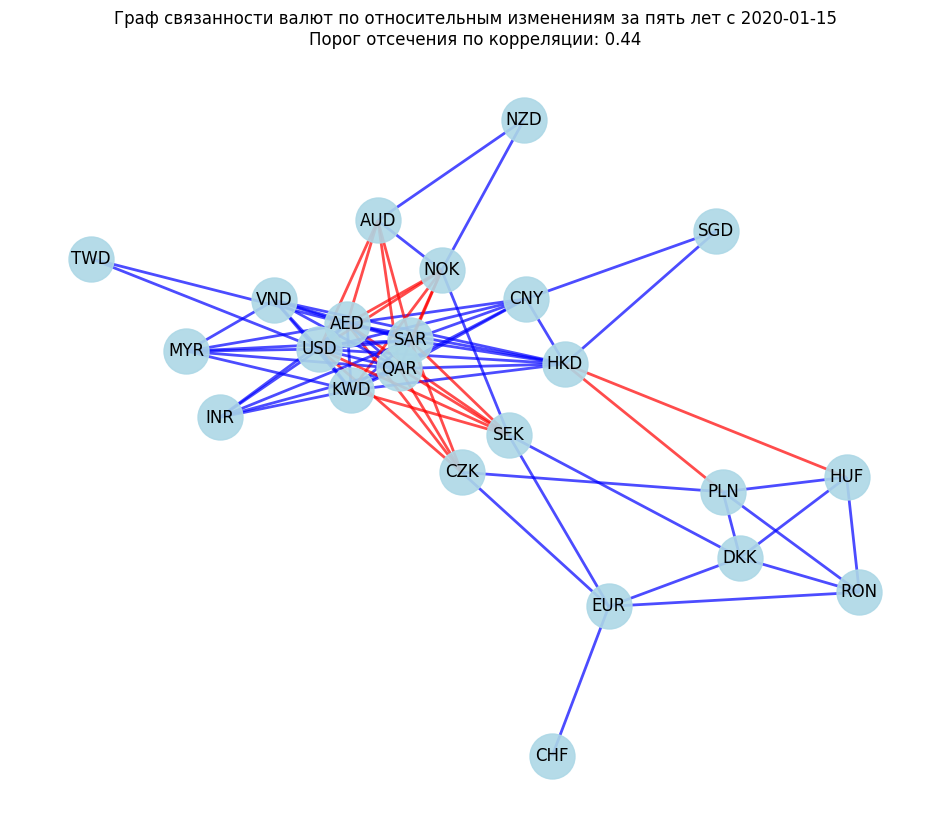 Граф связанности валют по относительным изменениям за пять лет с 2020-01-15
Порог отсечения по корреляции: 0.44
NZD
AUD
SGD
TWD
NOK
VND
CNY
AED
SAR
USD
MYR
QAR
HKD
KWD
INR
SEK
CZK
HUF
PLN
DKK
RON
EUR
CHF